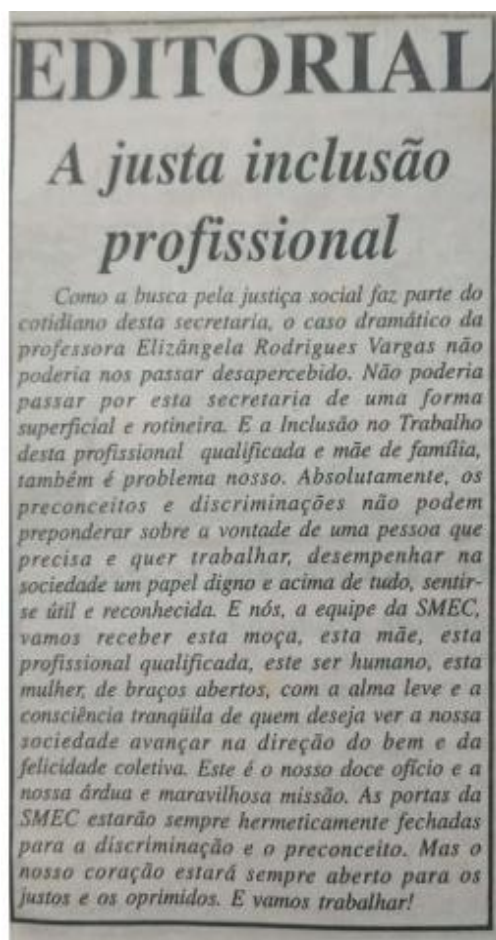 EDITORIAL
A justa inclusão
profissional
Como a busca pela justiça social faz parte do
cotidiano desta secretaria, o caso dramático da
professora Elizângela Rodrigues Vargas não
poderia nos passar desapercebido. Não poderia
passar por esta secretaria de uma forma
superficial e rotineira. E a Inclusão no Trabalho
desta profissional qualificada e mãe de família,
também é problema nosso. Absolutamente, os
preconceitos e discriminações não podem
preponderar sobre a vontade de uma pessoa que
precisa e quer trabalhar, desempenhar na
sociedade um papel digno e acima de tudo, sentir-
se útil e reconhecida. E nós, a equipe da SMEC,
vamos receber esta moça, esta mãe, esta
profissional qualificada, este ser humano, esta
mulher, de braços abertos, com a alma leve e a
consciência tranqüila de quem deseja ver a nossa
sociedade avançar na direção do bem e da
felicidade coletiva. Este é o nosso doce ofício e a
nossa árdua e maravilhosa missão. As portas da
SMEC estarão sempre hermeticamente fechadas
para a discriminação e o preconceito. Mas o
nosso coração estará sempre aberto para os
justos e os oprimidos. E vamos trabalhar!